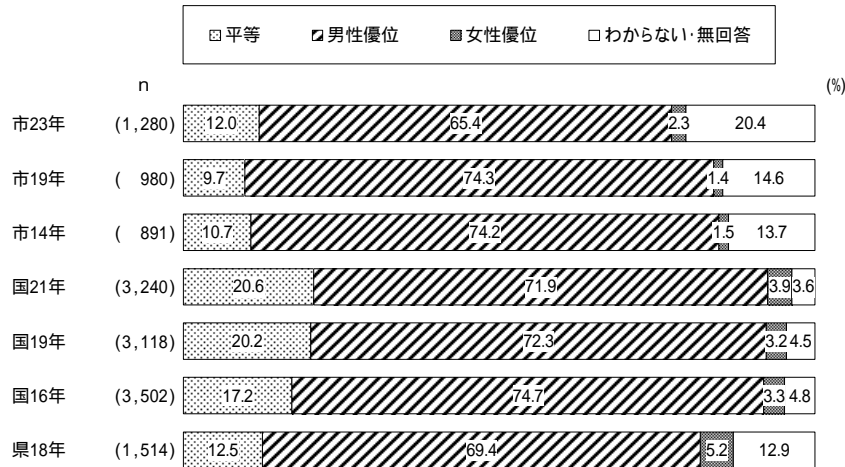 平等 男性優位 女性優位 わからない・無回答
n (%)
市23年 (1,280) 12.0 65.4 2.3 20.4
市19年 ( 980) 9.7 74.3 1.4 14.6
市14年 ( 891) 10.7 74.2 1.5 13.7
国21年 (3,240) 20.6 71.9 3.9 3.6
国19年 (3,118) 20.2 72.3 3.2 4.5
国16年 (3,502) 17.2 74.7 3.3 4.8
県18年 (1,514) 12.5 69.4 5.2 12.9